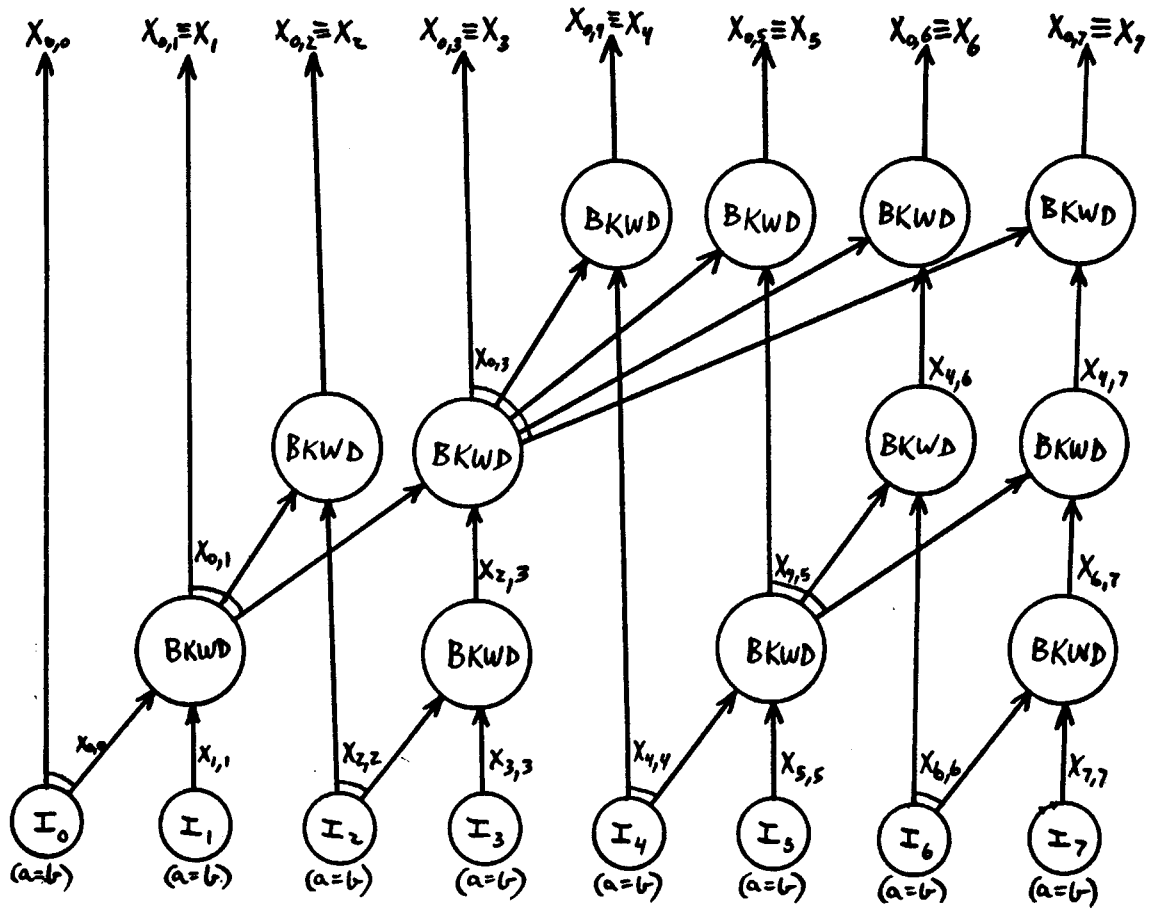 X₀,₀ X₀,₁≡X₁ X₀,₂≡X₂ X₀,₃≡X₃ X₀,₄≡X₄ X₀,₅≡X₅ X₀,₆≡X₆ X₀,₇≡X₇
BKWD BKWD BKWD BKWD
X₀,₃ X₄,₆ X₄,₇
BKWD BKWD BKWD BKWD
X₀,₁ X₂,₃ X₄,₅ X₆,₇
BKWD BKWD BKWD BKWD
X₀,₀ X₁,₁ X₂,₂ X₃,₃ X₄,₄ X₅,₅ X₆,₆ X₇,₇
I₀ I₁ I₂ I₃ I₄ I₅ I₆ I₇
(a=b) (a=b) (a=b) (a=b) (a=b) (a=b) (a=b) (a=b)